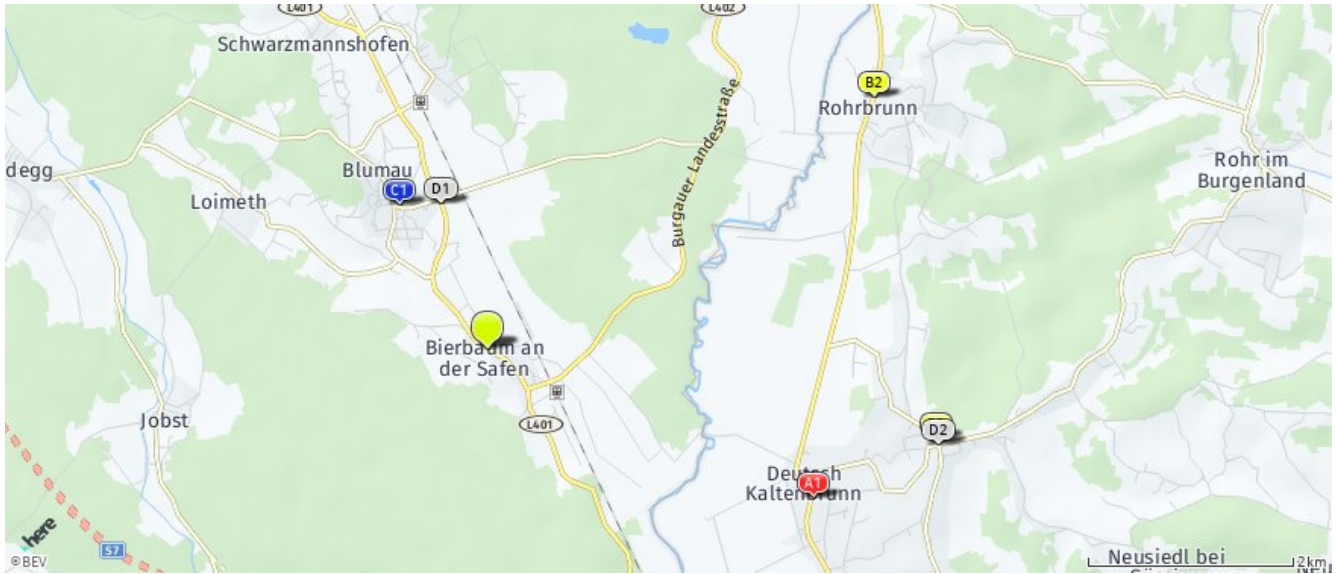 L401
L402
Schwarzmannshofen
B2
Rohrbrunn
Burgauer Landesstraße
degg
Blumau
C1
D1
Loimeth
Rohr im
Burgenland
Bierbaum an
der Safen
Jobst
L401
D2
Deutsch
Kaltenbrunn
A1
here
S7
©BEV
Neusiedl bei
2km